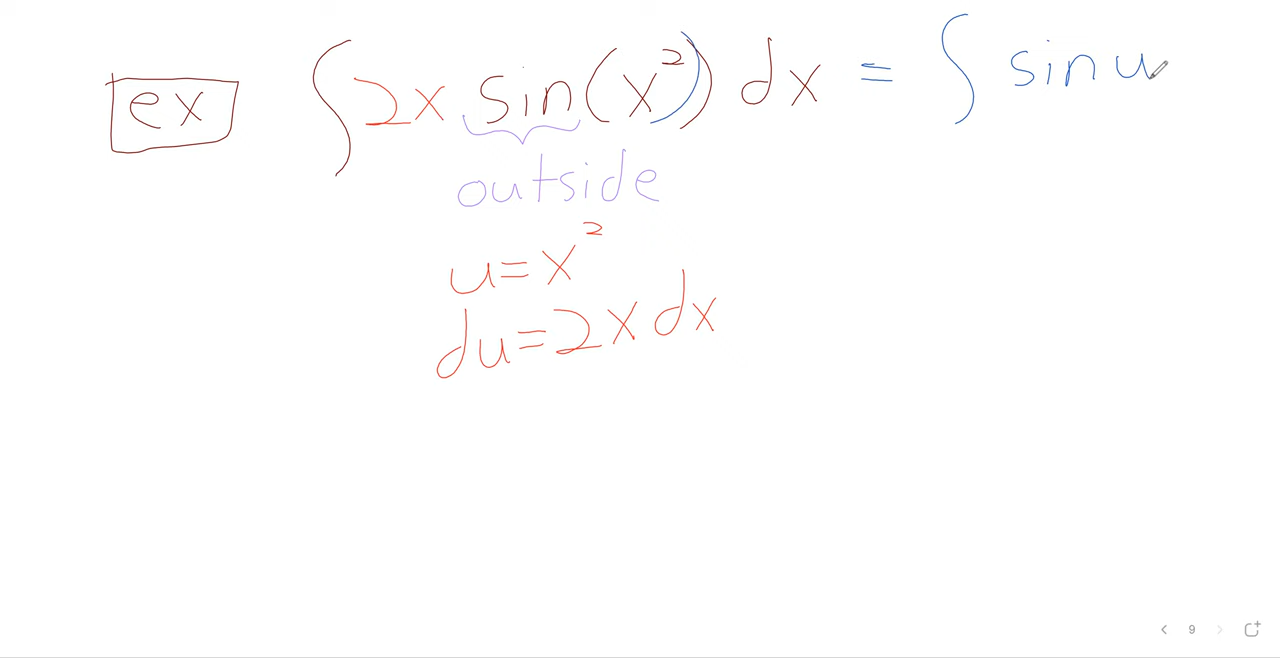 ex ∫ 2x sin(x²)) dx = ∫ sin u
outside
u=x²
du=2x dx
9